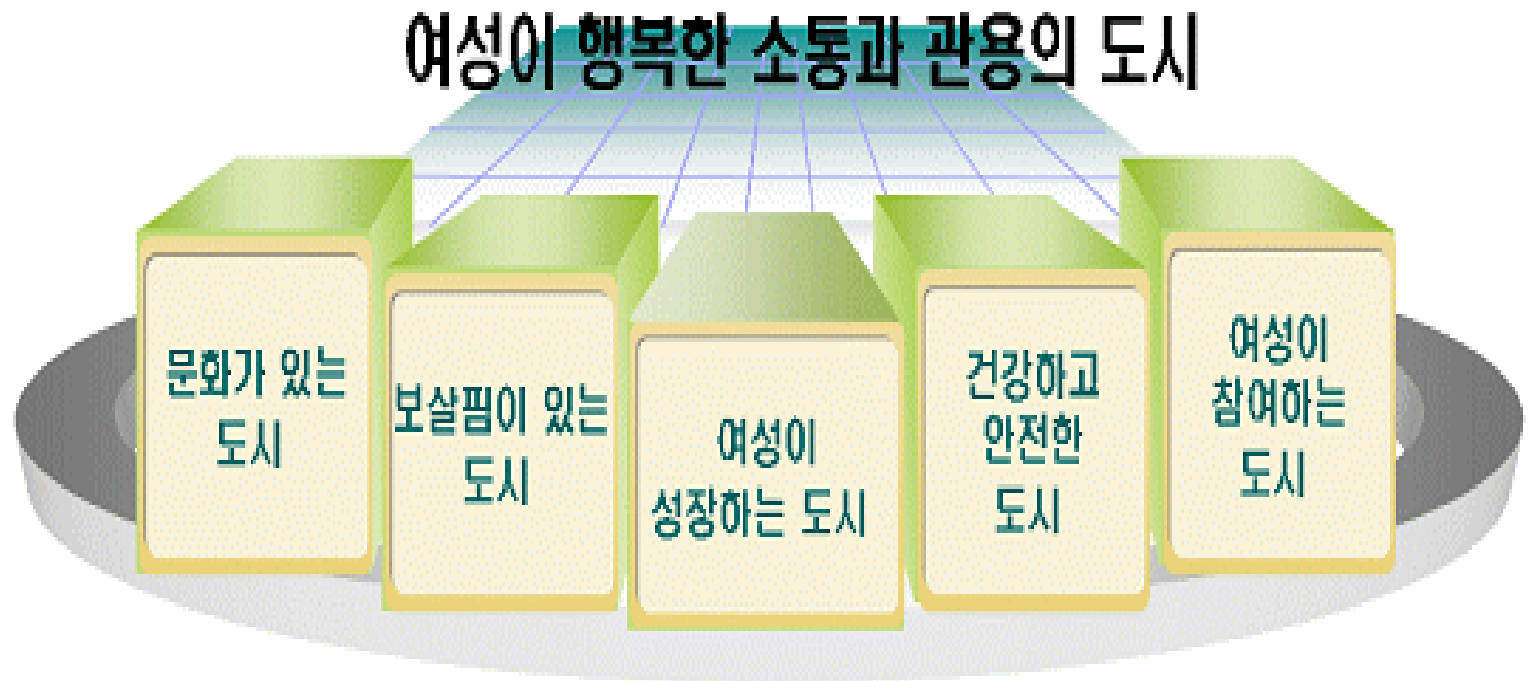 여성이 행복한 소통과 관용의 도시
문화가 있는
도시
보살핌이 있는
도시
여성이
성장하는 도시
건강하고
안전한
도시
여성이
참여하는
도시